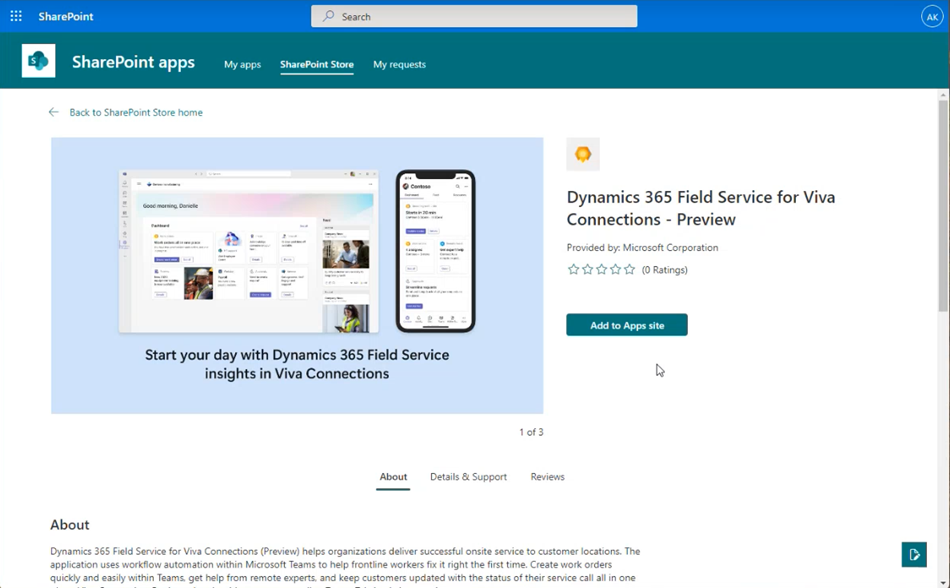 SharePoint
Search
AK
SharePoint apps
My apps
SharePoint Store
My requests
Back to SharePoint Store home
Good morning, Danielle
Dashboard
Contoso
Start your day with Dynamics 365 Field Service
insights in Viva Connections
1 of 3
Dynamics 365 Field Service for Viva
Connections - Preview
Provided by: Microsoft Corporation
(0 Ratings)
Add to Apps site
About
Details & Support
Reviews
About
Dynamics 365 Field Service for Viva Connections (Preview) helps organizations deliver successful onsite service to customer locations. The
application uses workflow automation within Microsoft Teams to help frontline workers fix it right the first time. Create work orders
quickly and easily within Teams, get help from remote experts, and keep customers updated with the status of their service call all in one